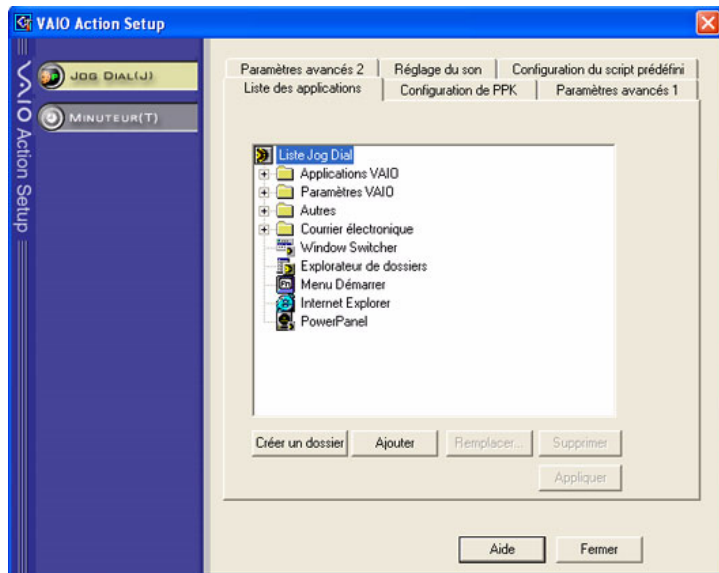 VAIO Action Setup
VAIO Action Setup
JOG DIAL(J)
MINUTEUR(T)
Paramètres avancés 2
Réglage du son
Configuration du script prédéfini
Liste des applications
Configuration de PPK
Paramètres avancés 1
Liste Jog Dial
Applications VAIO
Paramètres VAIO
Autres
Courrier électronique
Window Switcher
Explorateur de dossiers
Menu Démarrer
Internet Explorer
PowerPanel
Créer un dossier
Ajouter
Remplacer...
Supprimer
Appliquer
Aide
Fermer